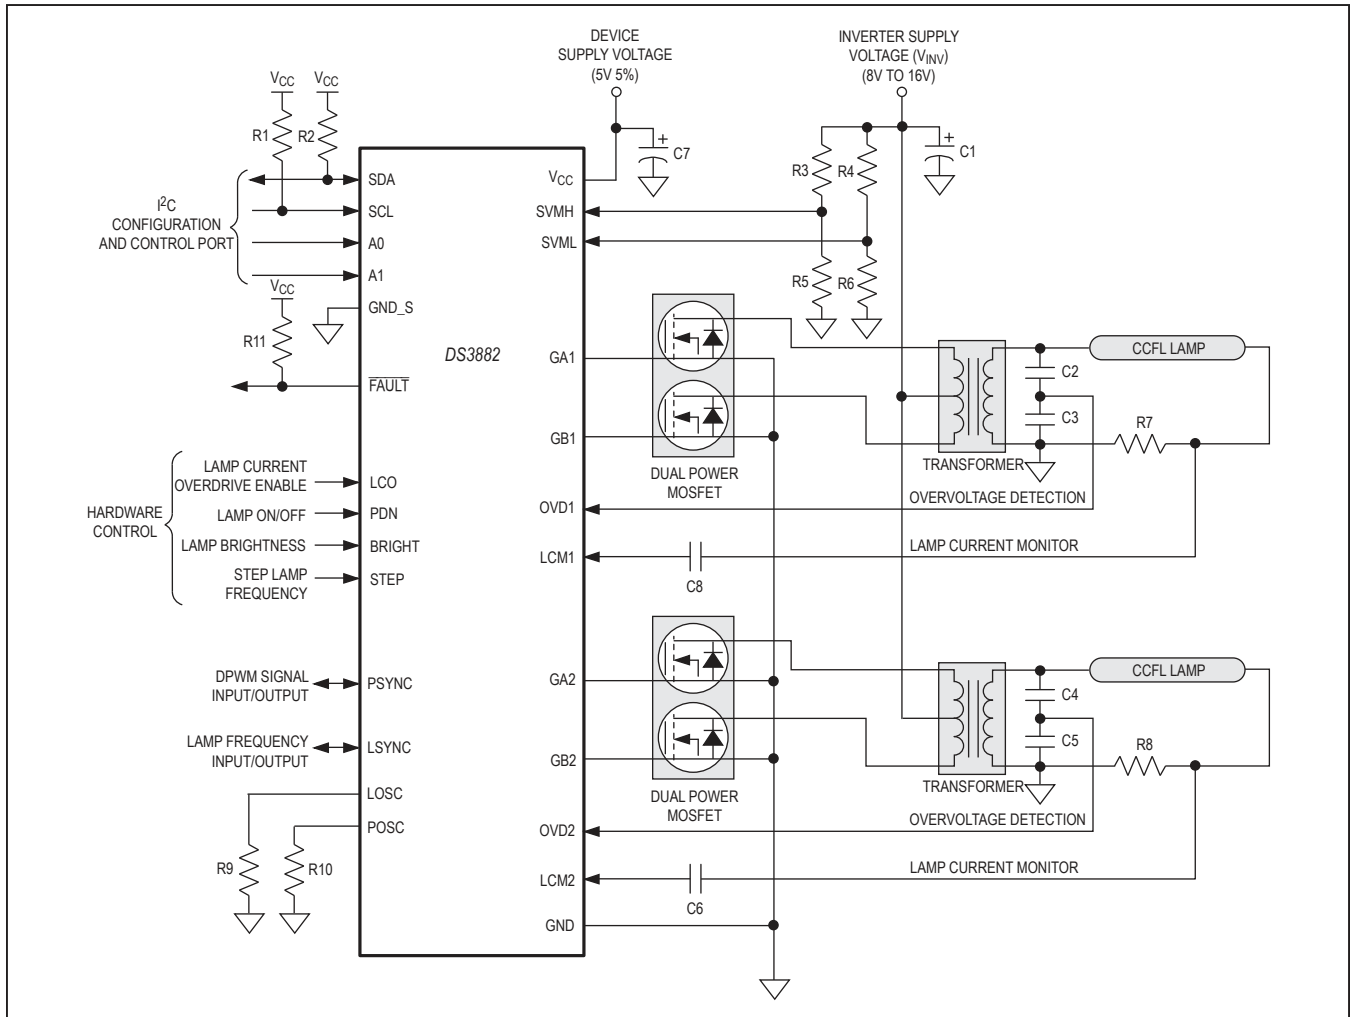 DEVICE
SUPPLY VOLTAGE
(5V 5%)
INVERTER SUPPLY
VOLTAGE (VINV)
(8V TO 16V)
VCC
VCC
R1
R2
C7
R3
R4
C1
I2C
CONFIGURATION
AND CONTROL PORT
SDA
SCL
A0
A1
VCC
SVMH
SVML
R5
R6
VCC
R11
GND_S
FAULT
DS3882
GA1
GB1
DUAL POWER
MOSFET
TRANSFORMER
C2
C3
CCFL LAMP
R7
OVERVOLTAGE DETECTION
OVD1
LAMP CURRENT MONITOR
LCM1
C8
HARDWARE
CONTROL
LAMP CURRENT
OVERDRIVE ENABLE
LCO
LAMP ON/OFF
PDN
LAMP BRIGHTNESS
BRIGHT
STEP LAMP
FREQUENCY
STEP
DPWM SIGNAL
INPUT/OUTPUT
PSYNC
LAMP FREQUENCY
INPUT/OUTPUT
LSYNC
LOSC
POSC
R9
R10
GA2
GB2
DUAL POWER
MOSFET
TRANSFORMER
C4
C5
CCFL LAMP
R8
OVERVOLTAGE DETECTION
OVD2
LAMP CURRENT MONITOR
LCM2
C6
GND